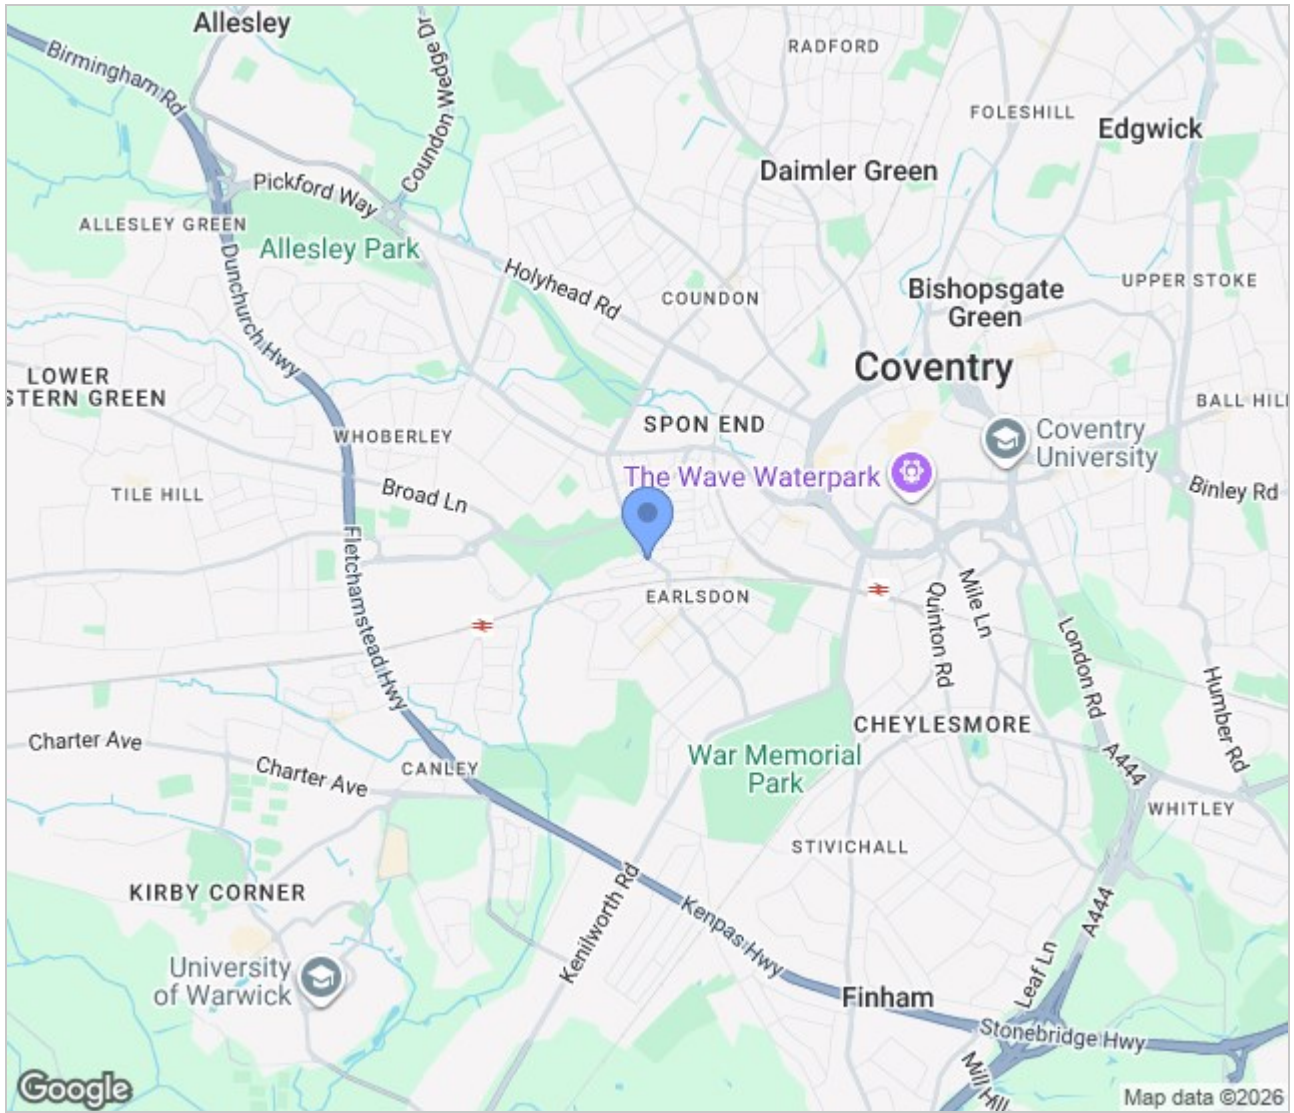 Allesley
Birmingham Rd
Coundon Wedge Dr
RADFORD
FOLESHILL
Edgwick
Daimler Green
Pickford Way
ALLESLEY GREEN
Allesley Park
Dunchurch Hwy
Holyhead Rd
COUNDON
Bishopsgate
Green
UPPER STOKE
Coventry
LOWER
STERN GREEN
BALL HILL
SPON END
WHOBERLEY
Coventry
University
The Wave Waterpark
TILE HILL
Broad Ln
Binley Rd
Fletchamstead Hwy
EARLSDON
Quinton Rd
Mile Ln
London Rd
Humber Rd
CHEYLESMORE
Charter Ave
War Memorial
Park
Charter Ave
CANLEY
A444
WHITLEY
STIVICHALL
KIRBY CORNER
Kenilworth Rd
Kenpas Hwy
A444
University
of Warwick
Leaf Ln
Finham
Stonebridge Hwy
Mill Hill
Google
Map data ©2026